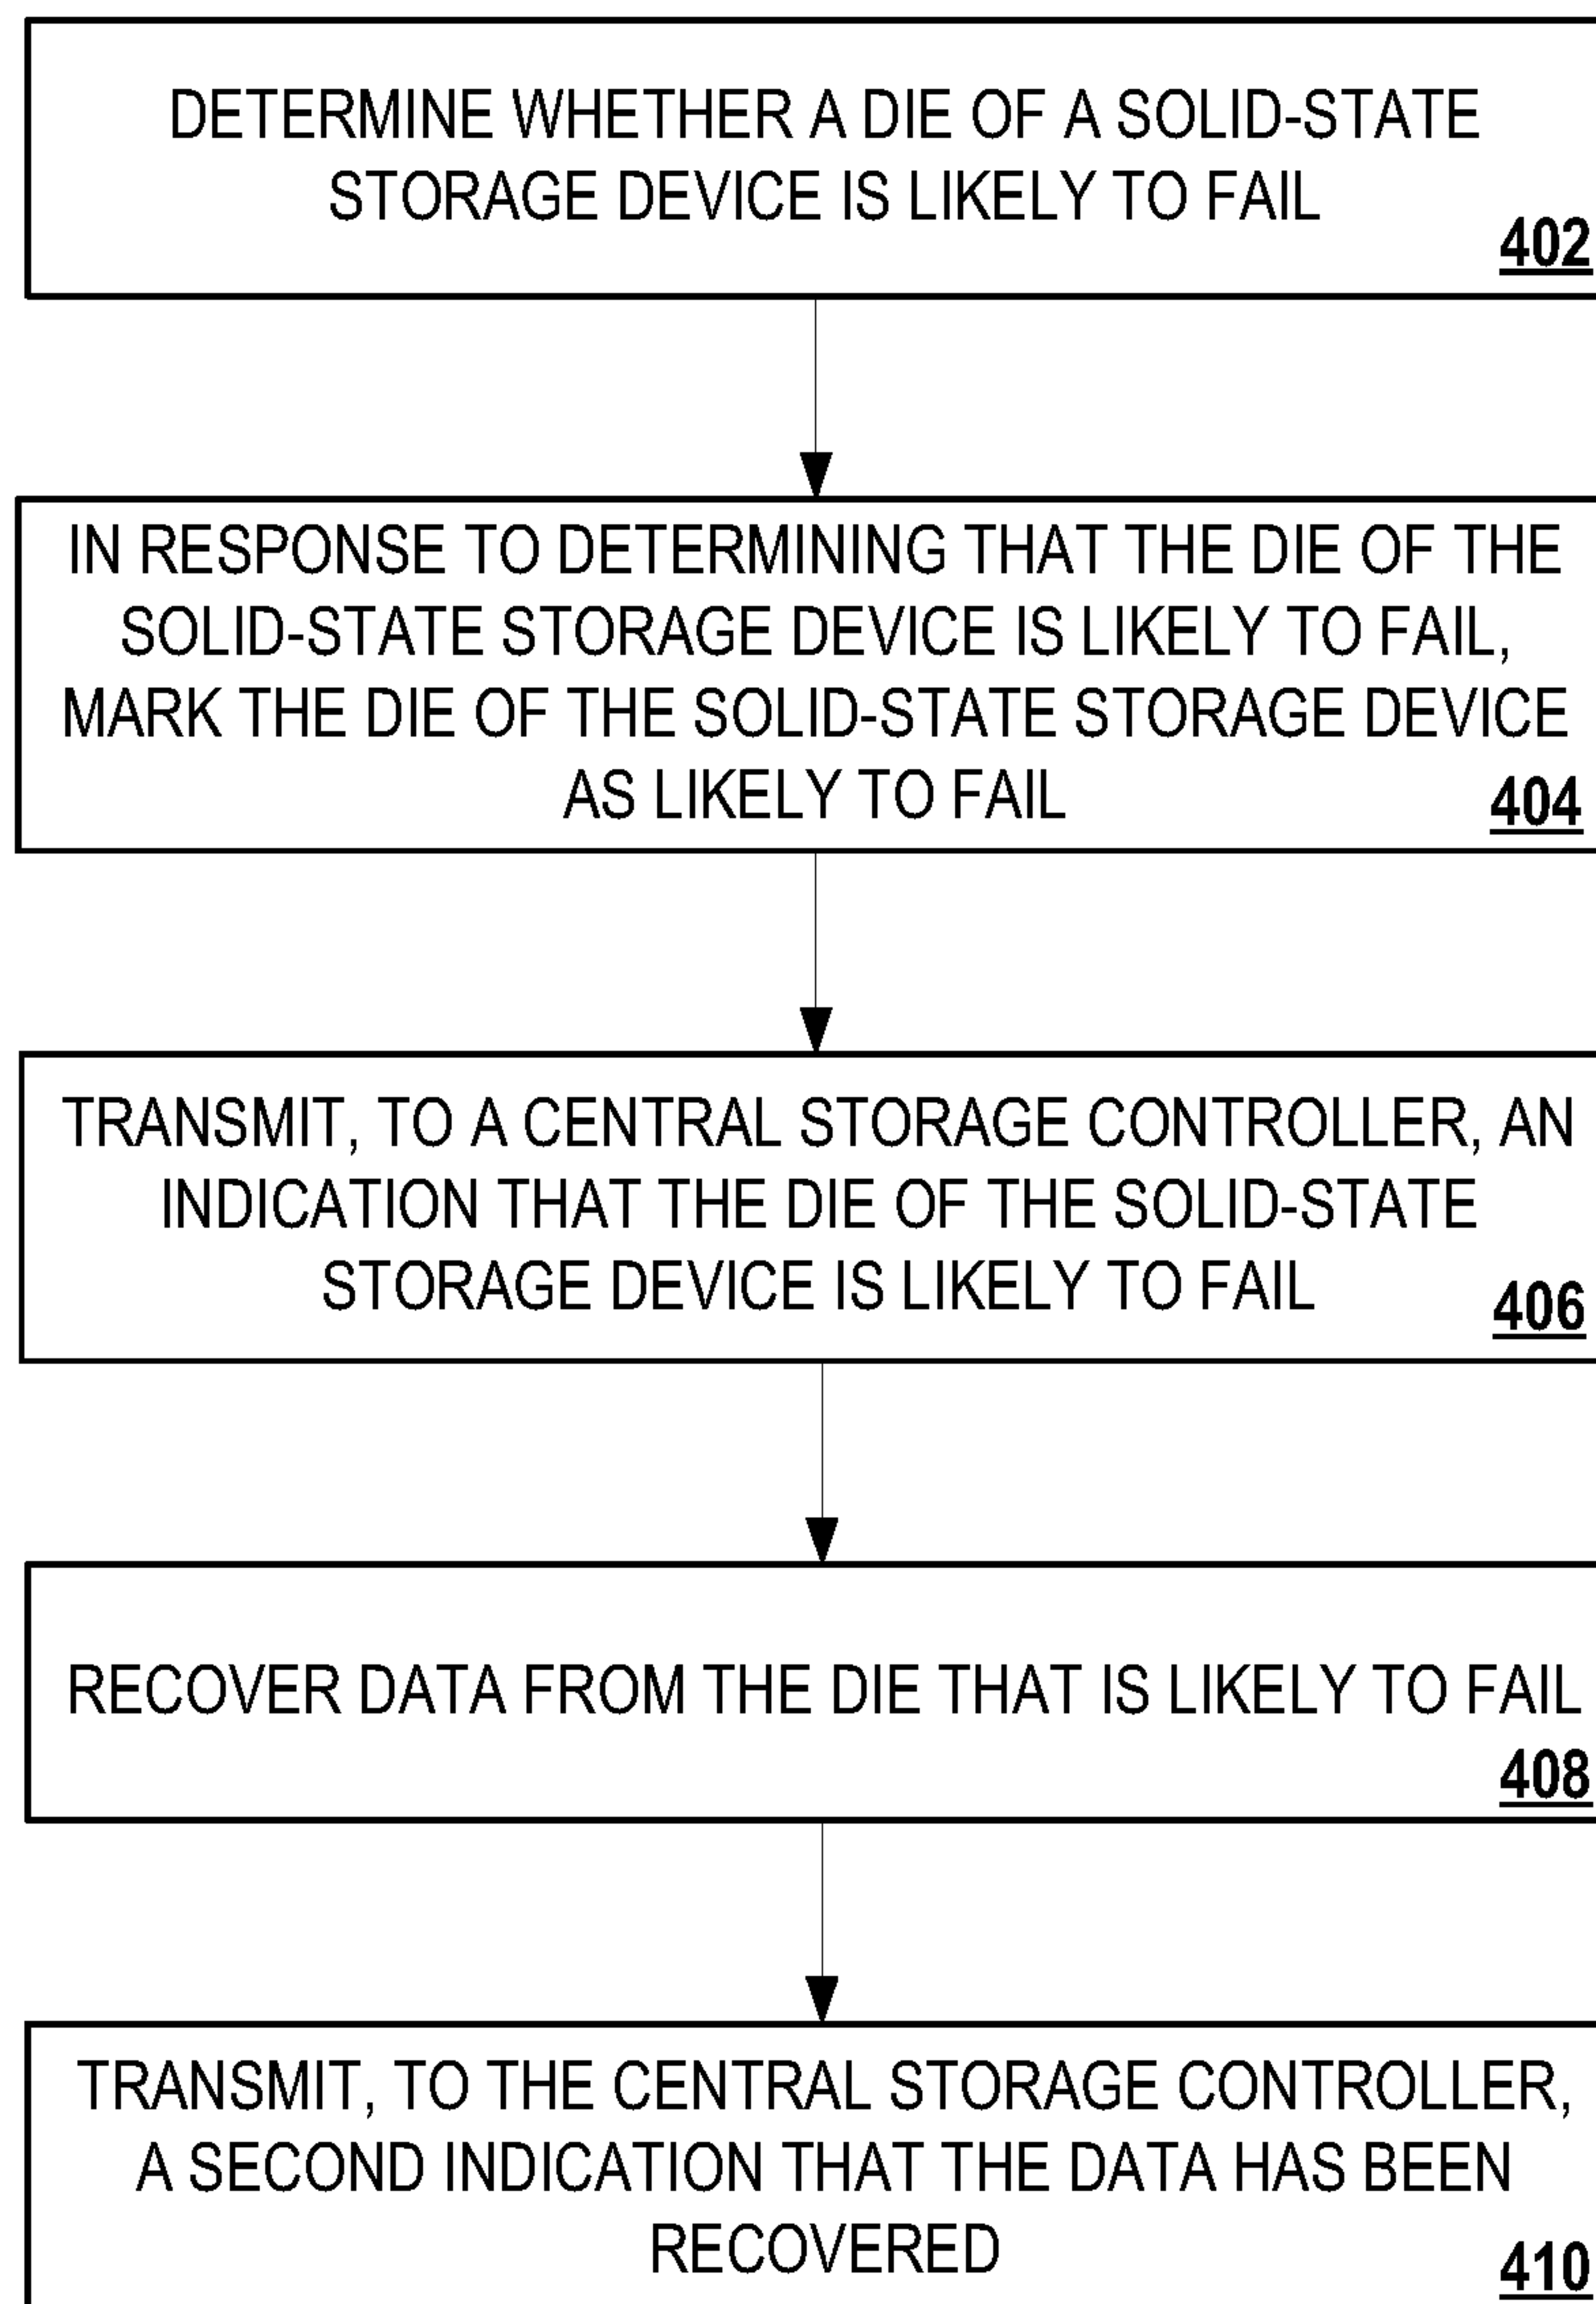 DETERMINE WHETHER A DIE OF A SOLID-STATE
STORAGE DEVICE IS LIKELY TO FAIL
402
IN RESPONSE TO DETERMINING THAT THE DIE OF THE
SOLID-STATE STORAGE DEVICE IS LIKELY TO FAIL,
MARK THE DIE OF THE SOLID-STATE STORAGE DEVICE
AS LIKELY TO FAIL
404
TRANSMIT, TO A CENTRAL STORAGE CONTROLLER, AN
INDICATION THAT THE DIE OF THE SOLID-STATE
STORAGE DEVICE IS LIKELY TO FAIL
406
RECOVER DATA FROM THE DIE THAT IS LIKELY TO FAIL
408
TRANSMIT, TO THE CENTRAL STORAGE CONTROLLER,
A SECOND INDICATION THAT THE DATA HAS BEEN
RECOVERED
410